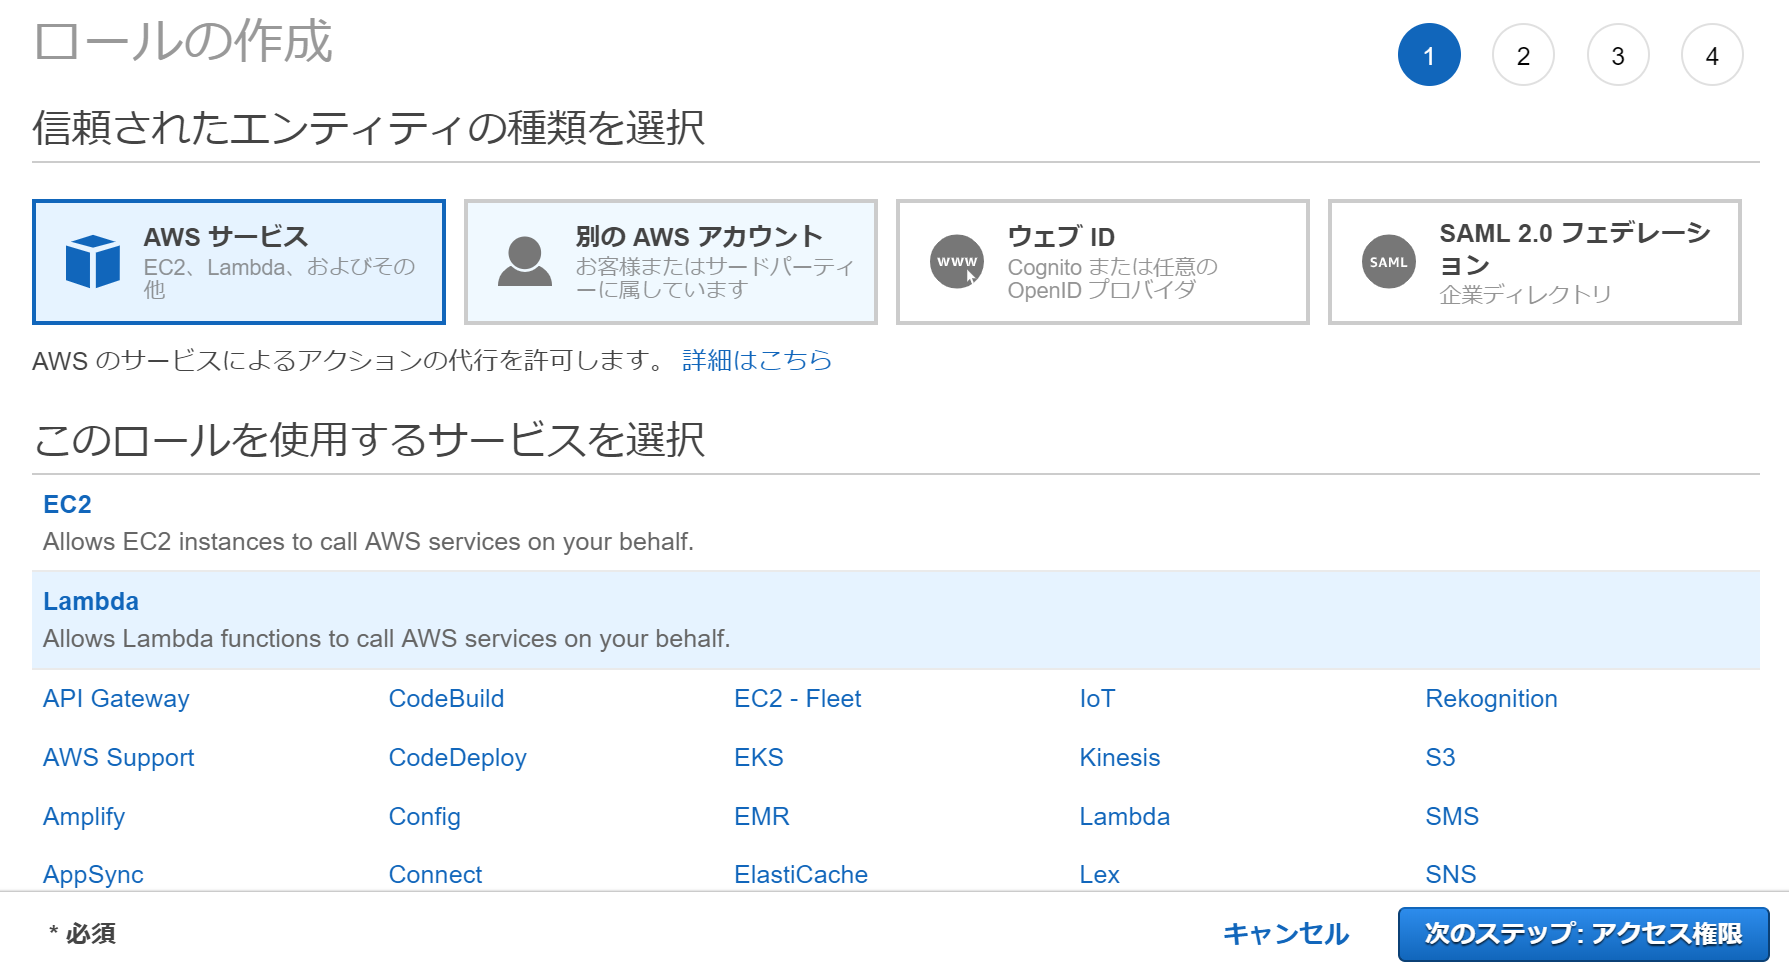 ロールの作成
1 2 3 4
信頼されたエンティティの種類を選択
AWS サービス
EC2、Lambda、およびその
他
別の AWS アカウント
お客様またはサードパーティ
ーに属しています
WWW
ウェブ ID
Cognito または任意の
OpenID プロバイダ
SAML
SAML 2.0 フェデレーシ
ョン
企業ディレクトリ
AWS のサービスによるアクションの代行を許可します。 詳細はこちら
このロールを使用するサービスを選択
EC2
Allows EC2 instances to call AWS services on your behalf.
Lambda
Allows Lambda functions to call AWS services on your behalf.
API Gateway CodeBuild EC2 - Fleet IoT Rekognition
AWS Support CodeDeploy EKS Kinesis S3
Amplify Config EMR Lambda SMS
AppSync Connect ElastiCache Lex SNS
* 必須 キャンセル 次のステップ: アクセス権限